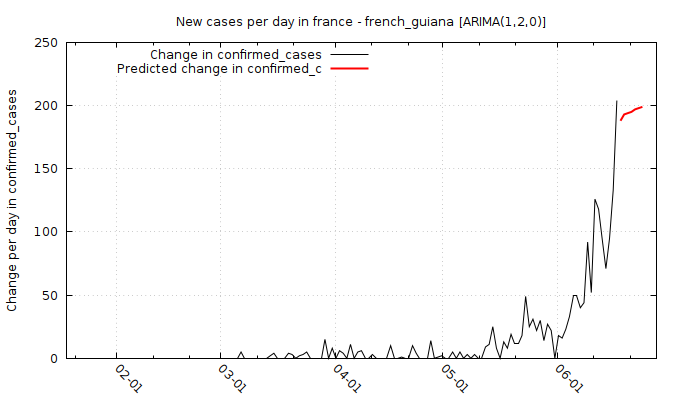 New cases per day in france - french_guiana [ARIMA(1,2,0)]
Change in confirmed_cases
Predicted change in confirmed_c
Change per day in confirmed_cases
250
200
150
100
50
0
02-01
03-01
04-01
05-01
06-01